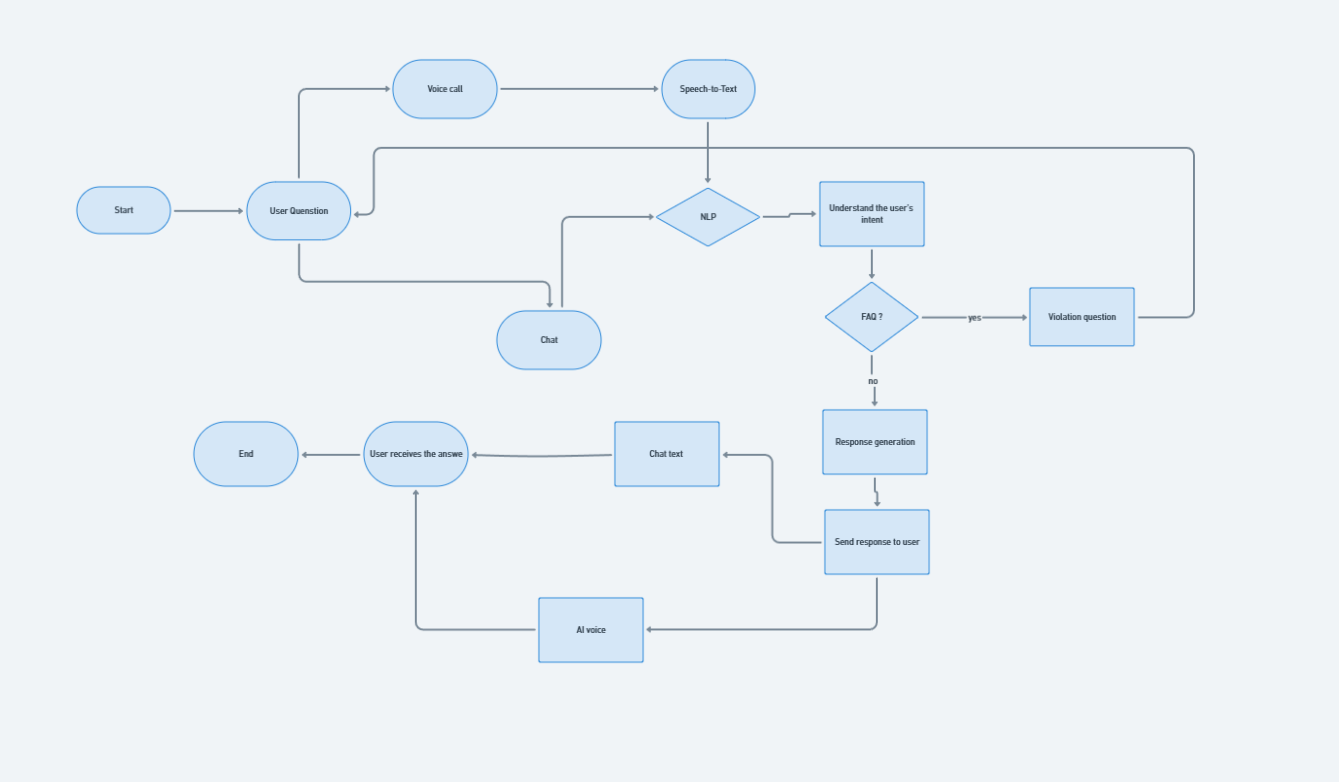 Voice call
Speech-to-Text
Start
User Quenstion
NLP
Understand the user's
intent
FAQ ?
yes
Violation question
Chat
no
End
User receives the answe
Chat text
Response generation
Send response to user
AI voice